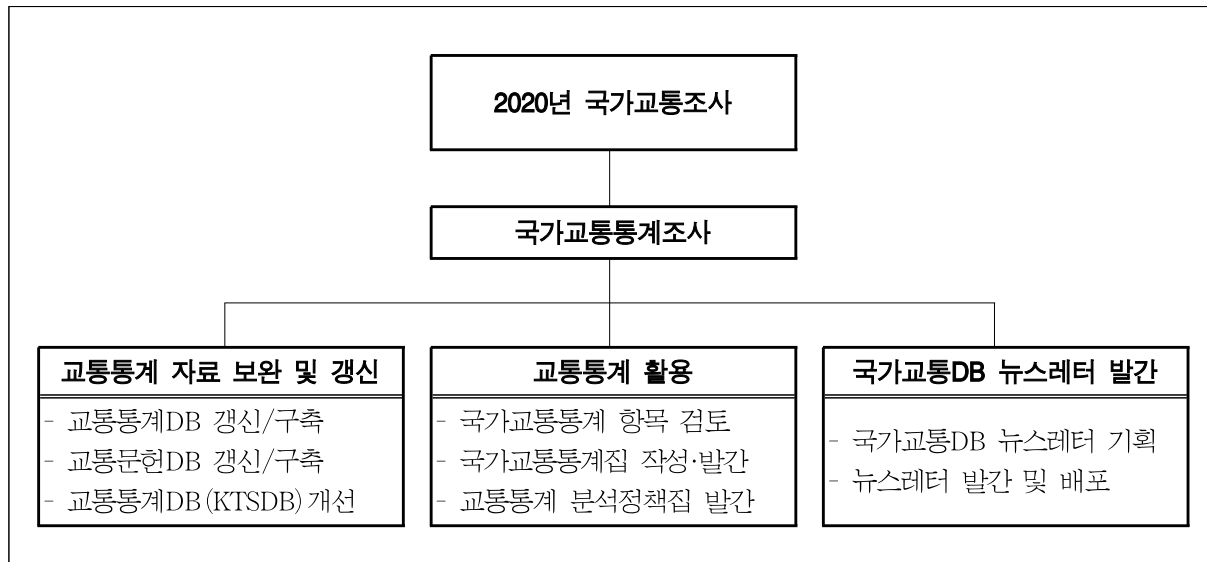 2020년 국가교통조사
국가교통통계조사
교통통계 자료 보완 및 갱신
- 교통통계DB 갱신/구축
- 교통문헌DB 갱신/구축
- 교통통계DB(KTSDB)개선
교통통계 활용
- 국가교통통계 항목 검토
- 국가교통통계집 작성·발간
- 교통통계 분석정책집 발간
국가교통DB 뉴스레터 발간
- 국가교통DB 뉴스레터 기획
- 뉴스레터 발간 및 배포